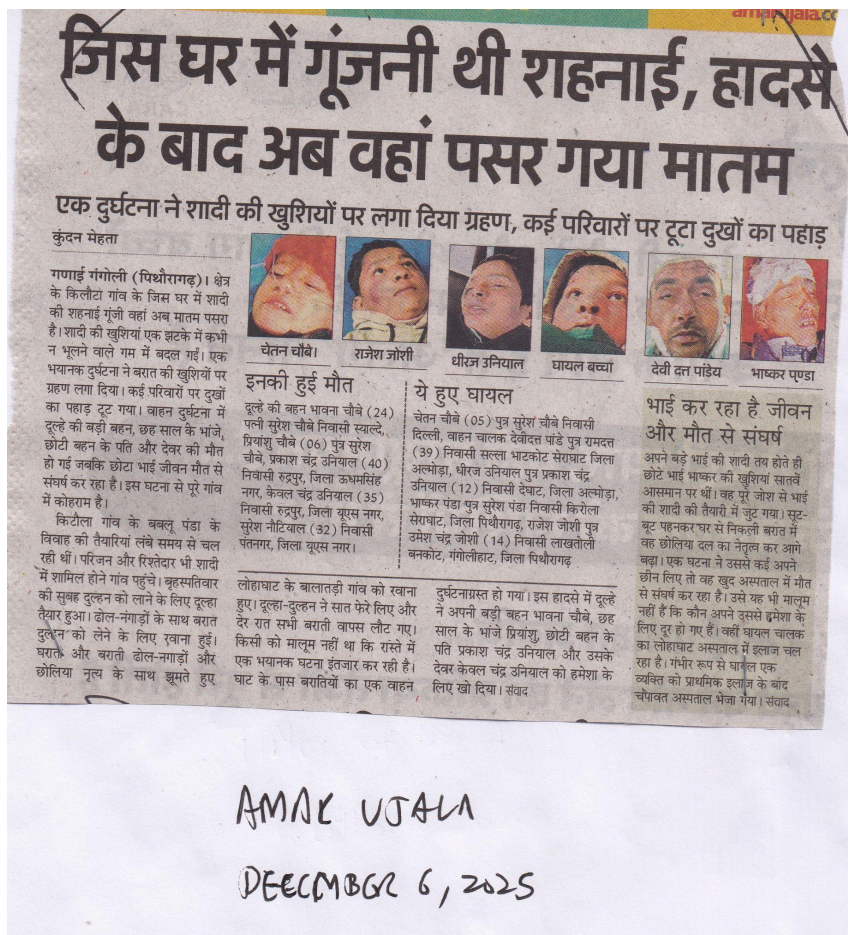 amarujala.co
जिस घर में गूंजनी थी शहनाई, हादसे
के बाद अब वहां पसर गया मातम
एक दुर्घटना ने शादी की खुशियों पर लगा दिया ग्रहण, कई परिवारों पर टूटा दुखों का पहाड़
कुंदन मेहता
गणाई गंगोली (पिथौरागढ़)। क्षेत्र
के किलौटा गांव के जिस घर में शादी
की शहनाई गूंजी वहां अब मातम पसरा
है। शादी की खुशियां एक झटके में कभी
न भूलने वाले गम में बदल गईं। एक
भयानक दुर्घटना ने बरात की खुशियों पर
ग्रहण लगा दिया। कई परिवारों पर दुखों
का पहाड़ टूट गया। वाहन दुर्घटना में
दूल्हे की बड़ी बहन, छह साल के भांजे,
छोटी बहन के पति और देवर की मौत
हो गई जबकि छोटा भाई जीवन मौत से
संघर्ष कर रहा है। इस घटना से पूरे गांव
में कोहराम है।
किटौला गांव के बबलू पंडा के
विवाह की तैयारियां लंबे समय से चल
रही थीं। परिजन और रिश्तेदार भी शादी
में शामिल होने गांव पहुंचे। बृहस्पतिवार
की सुबह दुल्हन को लाने के लिए दूल्हा
तैयार हुआ। ढोल-नंगाड़ों के साथ बरात
दुल्हन को लेने के लिए रवाना हुई।
घराती और बराती ढोल-नगाड़ों और
छोलिया नृत्य के साथ झूमते हुए
चेतन चौबे।
राजेश जोशी
धीरज उनियाल
घायल बच्चा
देवी दत्त पांडेय
भाष्कर पण्डा
इनकी हुई मौत
दूल्हे की बहन भावना चौबे (24)
पत्नी सुरेश चौबे निवासी स्याल्दे,
प्रियांशु चौबे (06) पुत्र सुरेश
चौबे, प्रकाश चंद्र उनियाल (40)
निवासी रुद्रपुर, जिला ऊधमसिंह
नगर, केवल चंद्र उनियाल (35)
निवासी रुद्रपुर, जिला यूएस नगर,
सुरेश नौटियाल (32) निवासी
पंतनगर, जिला यूएस नगर।
ये हुए घायल
चेतन चौबे (05) पुत्र सुरेश चौबे निवासी
दिल्ली, वाहन चालक देवीदत्त पांडे पुत्र रामदत्त
(39) निवासी सल्ला भाटकोट सेराघाट जिला
अल्मोड़ा, धीरज उनियाल पुत्र प्रकाश चंद्र
उनियाल (12) निवासी देघाट, जिला अल्मोड़ा,
भाष्कर पंडा पुत्र सुरेश पंडा निवासी किरोला
सेराघाट, जिला पिथौरागढ़, राजेश जोशी पुत्र
उमेश चंद्र जोशी (14) निवासी लाखतोली
बनकोट, गंगोलीहाट, जिला पिथौरागढ़
लोहाघाट के बालातड़ी गांव को रवाना
हुए। दूल्हा-दुल्हन ने सात फेरे लिए और
देर रात सभी बराती वापस लौट गए।
किसी को मालूम नहीं था कि रास्ते में
एक भयानक घटना इंतजार कर रही है।
घाट के पास बरातियों का एक वाहन
दुर्घटनाग्रस्त हो गया। इस हादसे में दूल्हे
ने अपनी बड़ी बहन भावना चौबे, छह
साल के भांजे प्रियांशु, छोटी बहन के
पति प्रकाश चंद्र उनियाल और उसके
देवर केवल चंद्र उनियाल को हमेशा के
लिए खो दिया। संवाद
भाई कर रहा है जीवन
और मौत से संघर्ष
अपने बड़े भाई की शादी तय होते ही
छोटे भाई भाष्कर की खुशियां सातवें
आसमान पर थीं। वह पूरे जोश से भाई
की शादी की तैयारी में जुट गया। सूट-
बूट पहनकर घर से निकली बरात में
वह छोलिया दल का नेतृत्व कर आगे
बढ़ा। एक घटना ने उससे कई अपने
छीन लिए तो वह खुद अस्पताल में मौत
से संघर्ष कर रहा है। उसे यह भी मालूम
नहीं है कि कौन अपने उससे हमेशा के
लिए दूर हो गए हैं। वहीं घायल चालक
का लोहाघाट अस्पताल में इलाज चल
रहा है। गंभीर रूप से घायल एक
व्यक्ति को प्राथमिक इलाज के बाद
चंपावत अस्पताल भेजा गया। संवाद
AMAR UJALA
DEECMBER 6, 2025